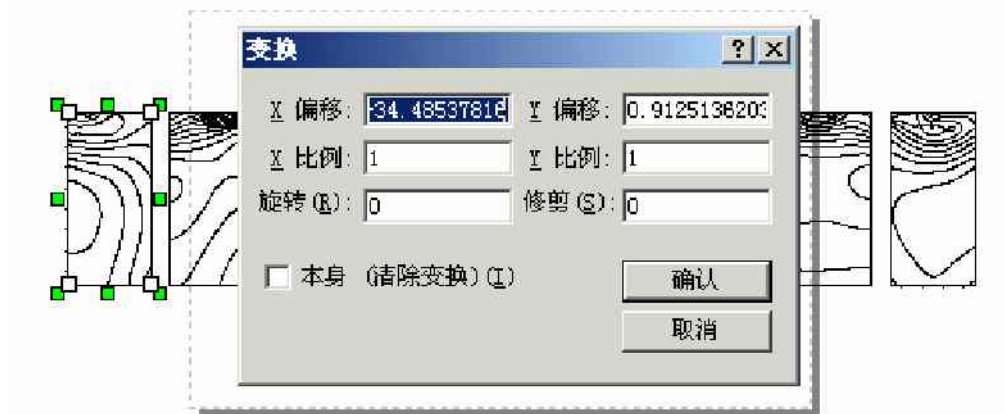 变换
X 偏移: -34.48537816 Y 偏移: 0.912513620
X 比例: 1 Y 比例: 1
旋转(R): 0 修剪(S): 0
本身 (清除变换)(I)
确认
取消